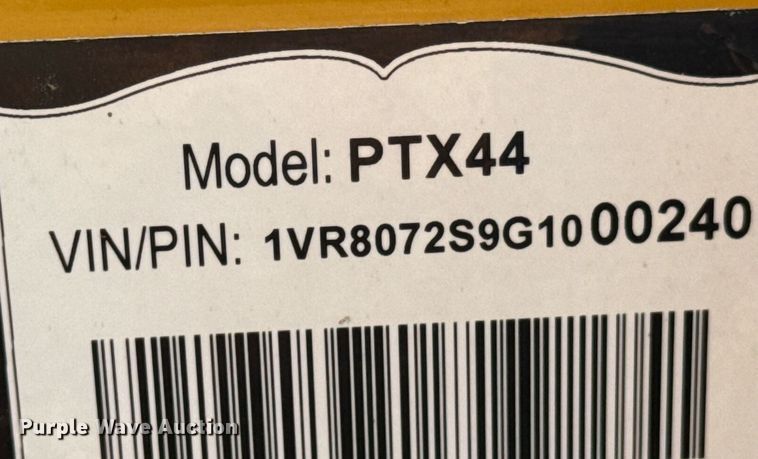 Model: PTX44
VIN/PIN: 1VR8072S9G1000240
Purple Wave Auction